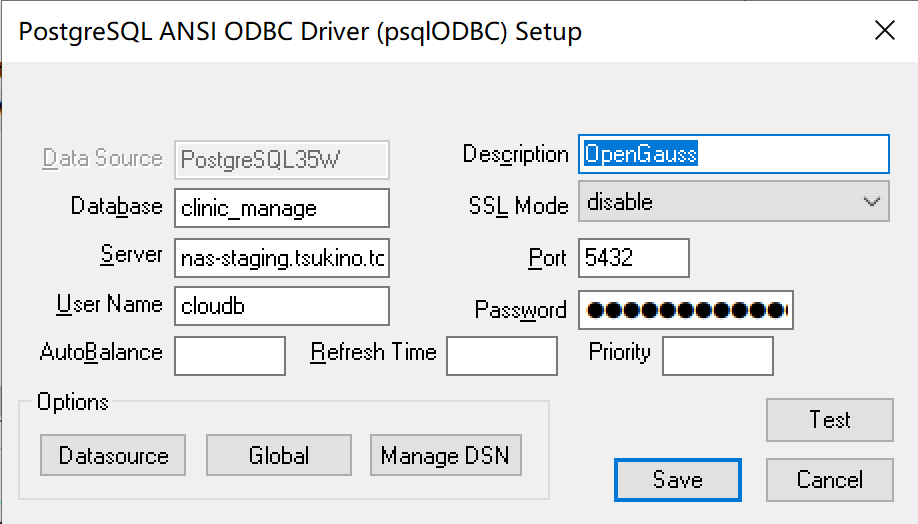 PostgreSQL ANSI ODBC Driver (psqlODBC) Setup
Data Source PostgreSQL35W Description OpenGauss
Database clinic_manage SSL Mode disable
Server nas-staging.tsukino.tc Port 5432
User Name cloudb Password ●●●●●●●●●●●●
AutoBalance Refresh Time Priority
Options
Datasource Global Manage DSN Test
Save Cancel